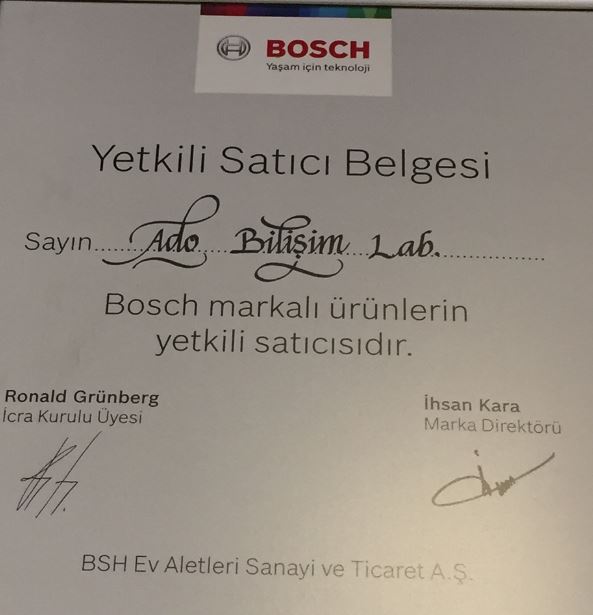 BOSCH
Yaşam için teknoloji
Yetkili Satıcı Belgesi
Sayın.....Ado Bilişim Lab.................
Bosch markalı ürünlerin
yetkili satıcısıdır.
Ronald Grünberg
İcra Kurulu Üyesi
İhsan Kara
Marka Direktörü
BSH Ev Aletleri Sanayi ve Ticaret A.Ş.